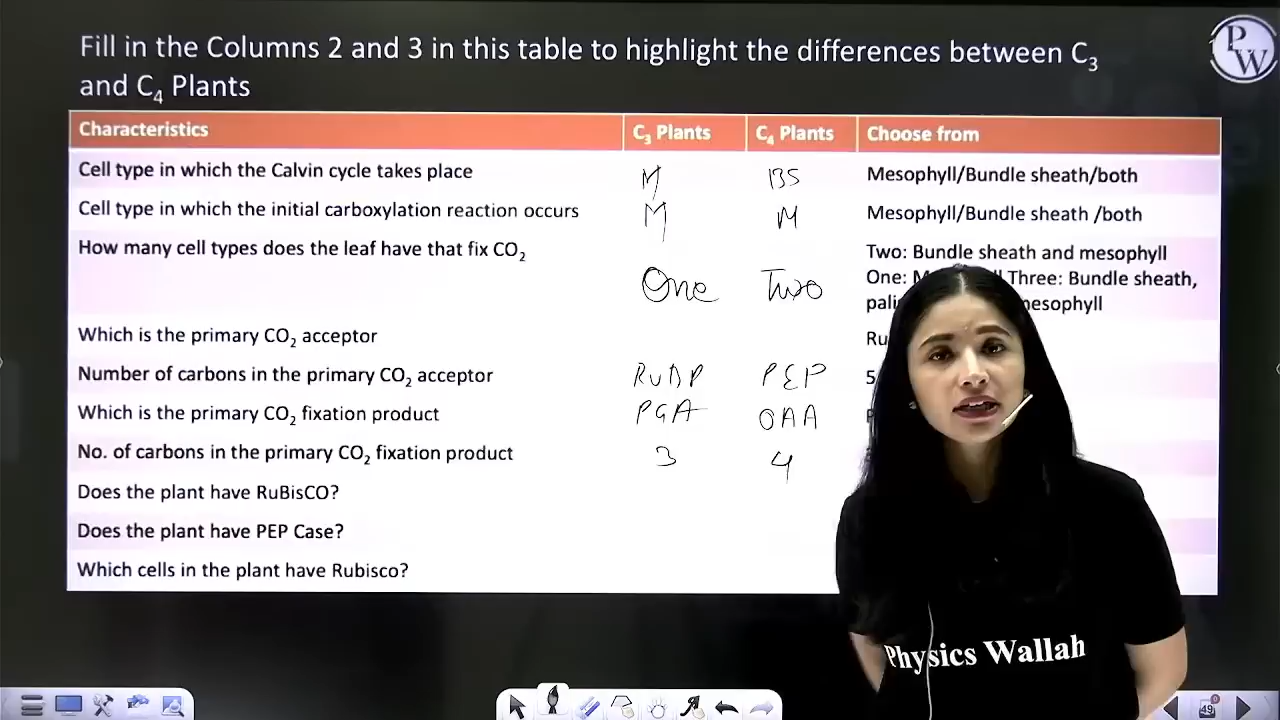 Fill in the Columns 2 and 3 in this table to highlight the differences between C₃
and C₄ Plants
PW
Characteristics C₃ Plants C₄ Plants Choose from
Cell type in which the Calvin cycle takes place M BS Mesophyll/Bundle sheath/both
Cell type in which the initial carboxylation reaction occurs M M Mesophyll/Bundle sheath /both
How many cell types does the leaf have that fix CO₂ Two: Bundle sheath and mesophyll
One Two One: Three: Bundle sheath,
Which is the primary CO₂ acceptor
Number of carbons in the primary CO₂ acceptor RuBP PEP 5
Which is the primary CO₂ fixation product PGA OAA
No. of carbons in the primary CO₂ fixation product 3 4
Does the plant have RuBisCO?
Does the plant have PEP Case?
Which cells in the plant have Rubisco?
Physics Wallah
49